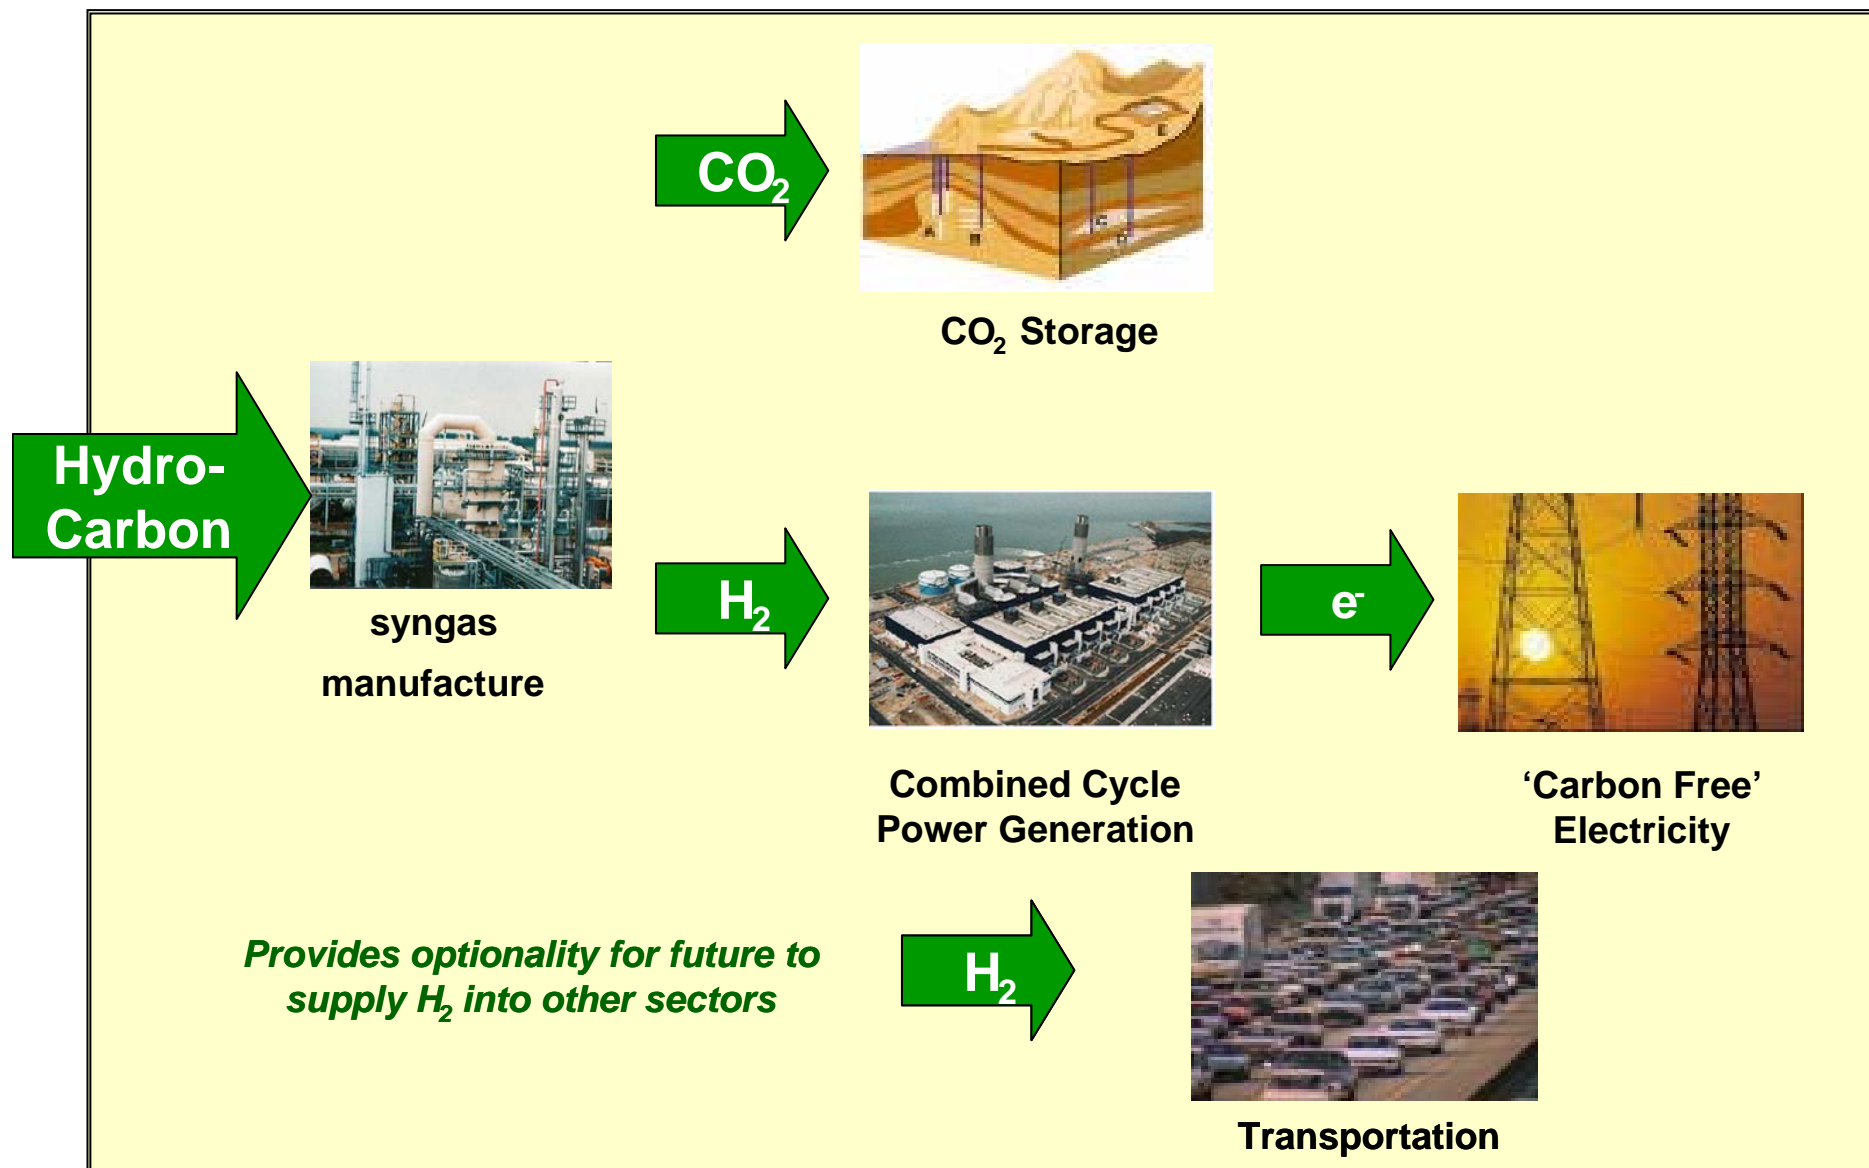 CO₂
CO₂ Storage
Hydro-
Carbon
syngas
manufacture
H₂
e⁻
Combined Cycle
Power Generation
‘Carbon Free’
Electricity
Provides optionality for future to
supply H₂ into other sectors
H₂
Transportation